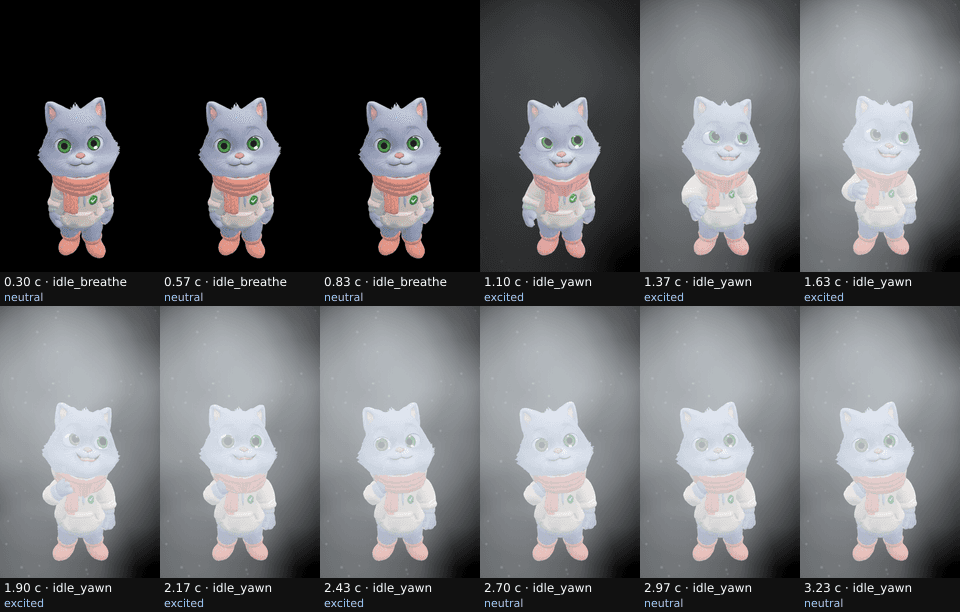 0.30 с · idle_breathe
neutral
0.57 с · idle_breathe
neutral
0.83 с · idle_breathe
neutral
1.10 с · idle_yawn
excited
1.37 с · idle_yawn
excited
1.63 с · idle_yawn
excited
1.90 с · idle_yawn
excited
2.17 с · idle_yawn
excited
2.43 с · idle_yawn
excited
2.70 с · idle_yawn
neutral
2.97 с · idle_yawn
neutral
3.23 с · idle_yawn
neutral